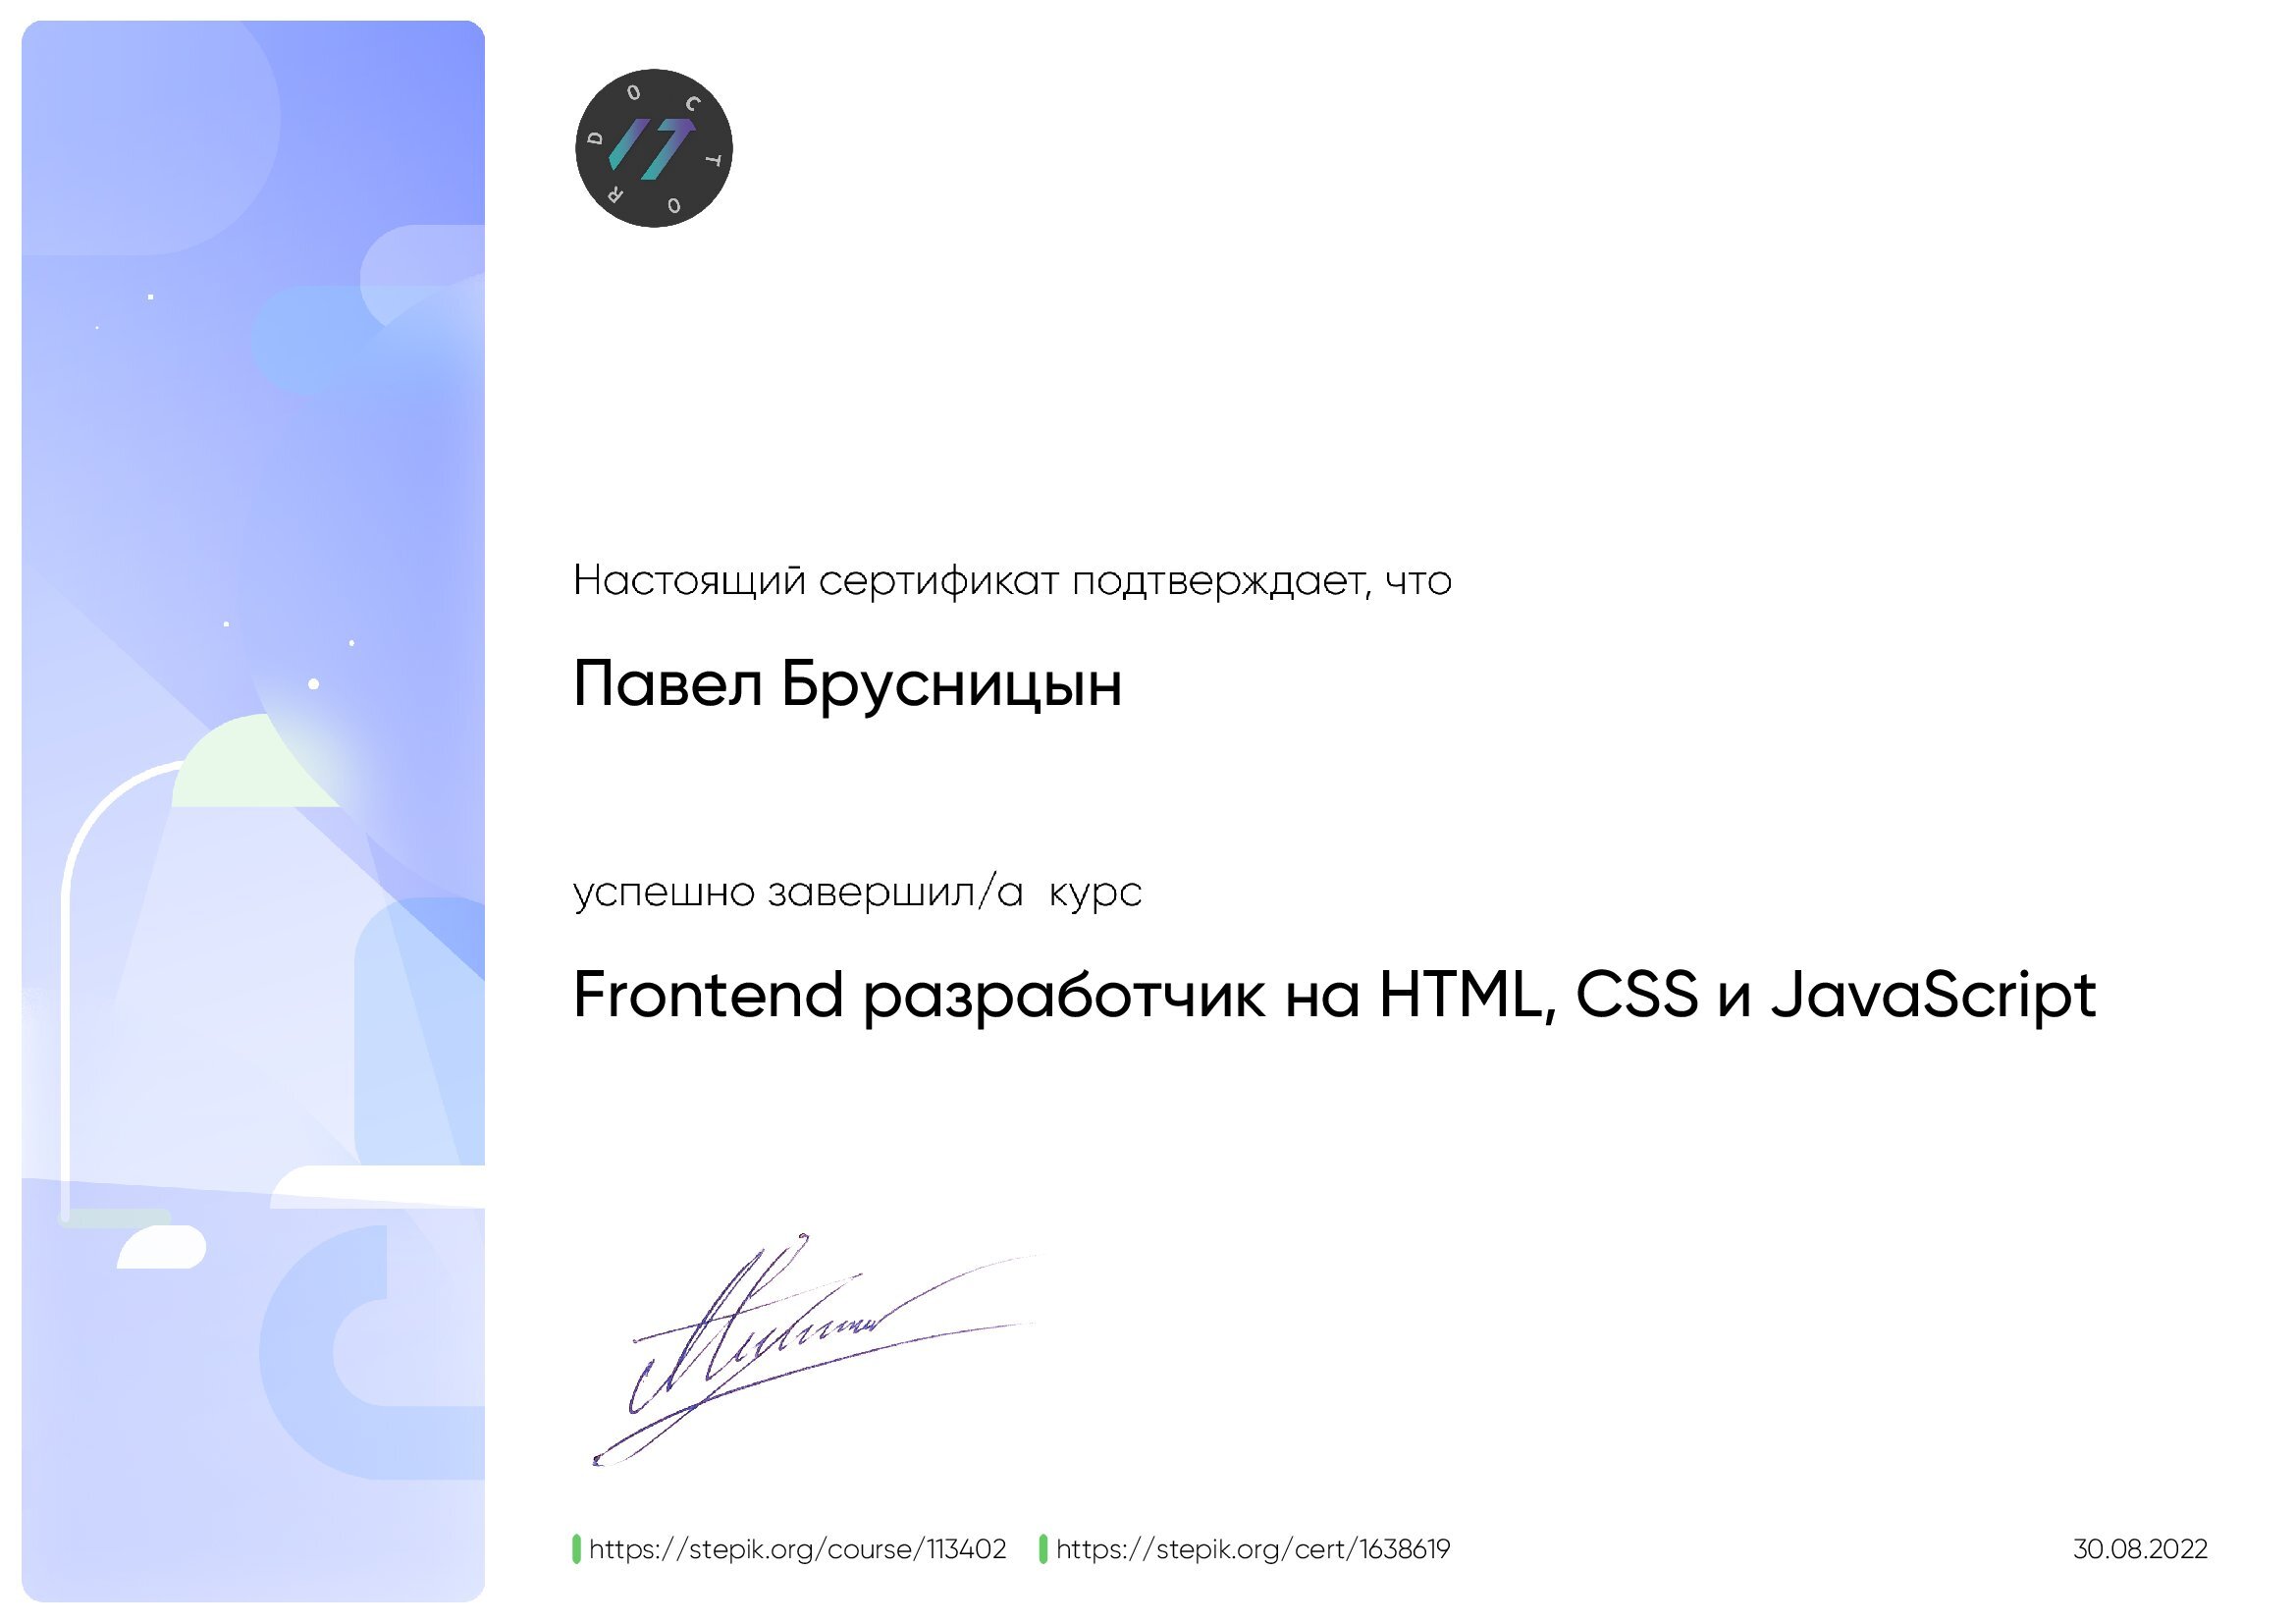 DOCTOR
IT
Настоящий сертификат подтверждает, что
Павел Брусницын
успешно завершил/а курс
Frontend разработчик на HTML, CSS и JavaScript
https://stepik.org/course/113402 https://stepik.org/cert/1638619 30.08.2022